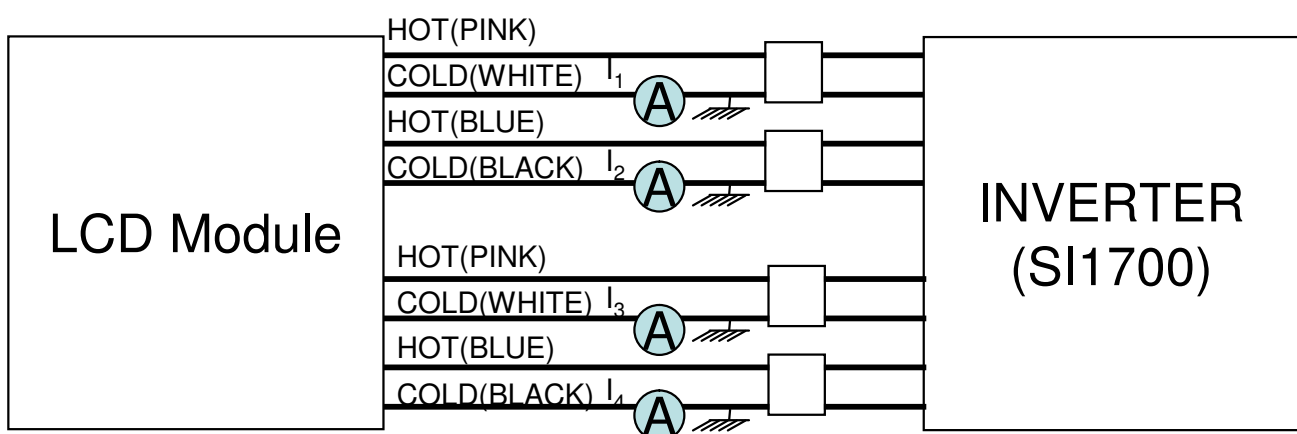 HOT(PINK)
COLD(WHITE) I1
A
HOT(BLUE)
COLD(BLACK) I2
A
LCD Module
INVERTER
(SI1700)
HOT(PINK)
COLD(WHITE) I3
A
HOT(BLUE)
COLD(BLACK) I4
A